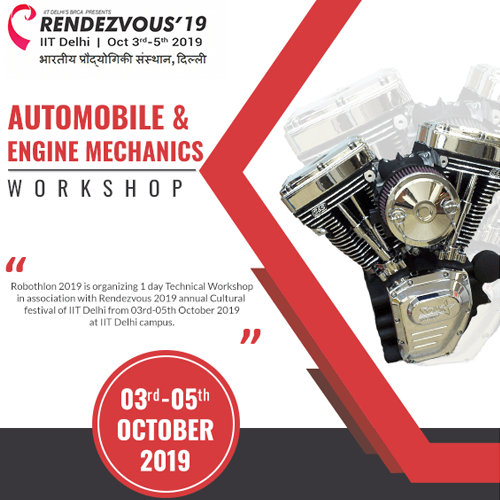 IIT DELHI'S BRCA PRESENTS
RENDEZVOUS'19
IIT Delhi | Oct 3rd-5th 2019
भारतीय प्रौद्योगिकी संस्थान, दिल्ली
AUTOMOBILE &
ENGINE MECHANICS
WORKSHOP
“
Robothlon 2019 is organizing 1 day Technical Workshop
in association with Rendezvous 2019 annual Cultural
festival of IIT Delhi from 03rd-05th October 2019
at IIT Delhi campus.
”
03rd-05th
OCTOBER
2019